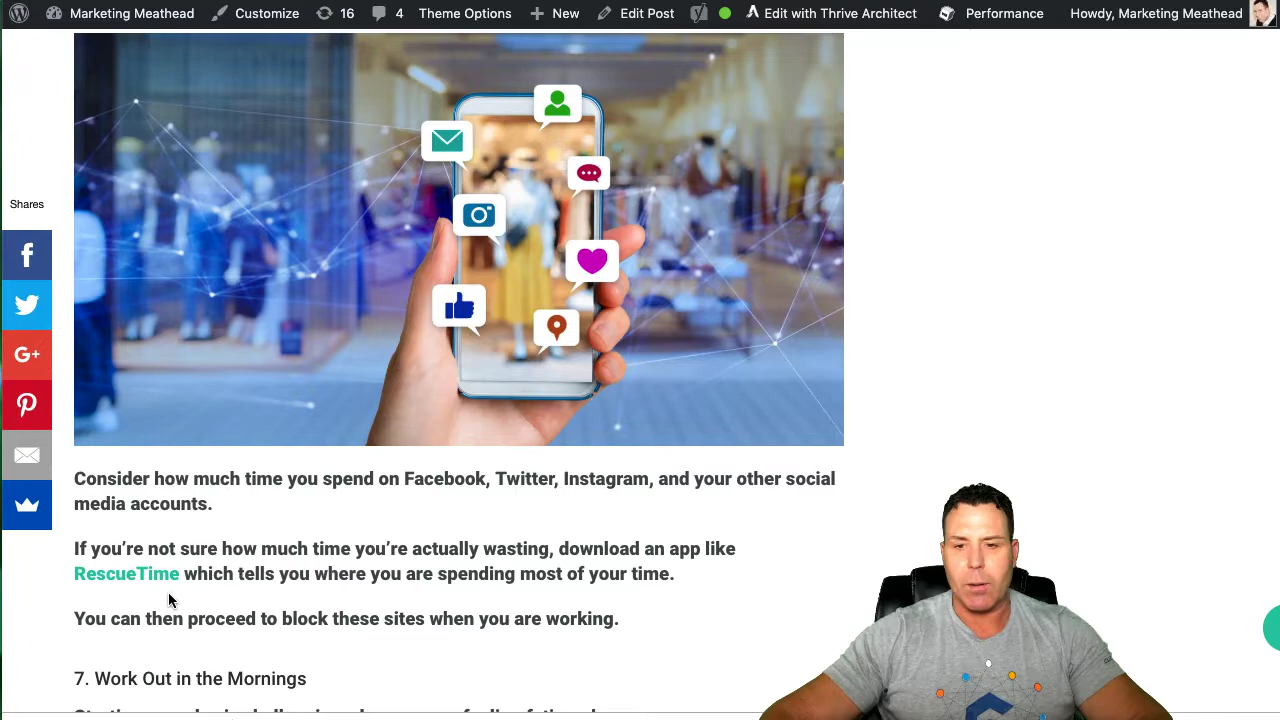 Marketing Meathead Customize 16 4 Theme Options New Edit Post Edit with Thrive Architect Performance Howdy, Marketing Meathead
Shares
Consider how much time you spend on Facebook, Twitter, Instagram, and your other social
media accounts.
If you’re not sure how much time you’re actually wasting, download an app like
RescueTime which tells you where you are spending most of your time.
You can then proceed to block these sites when you are working.
7. Work Out in the Mornings